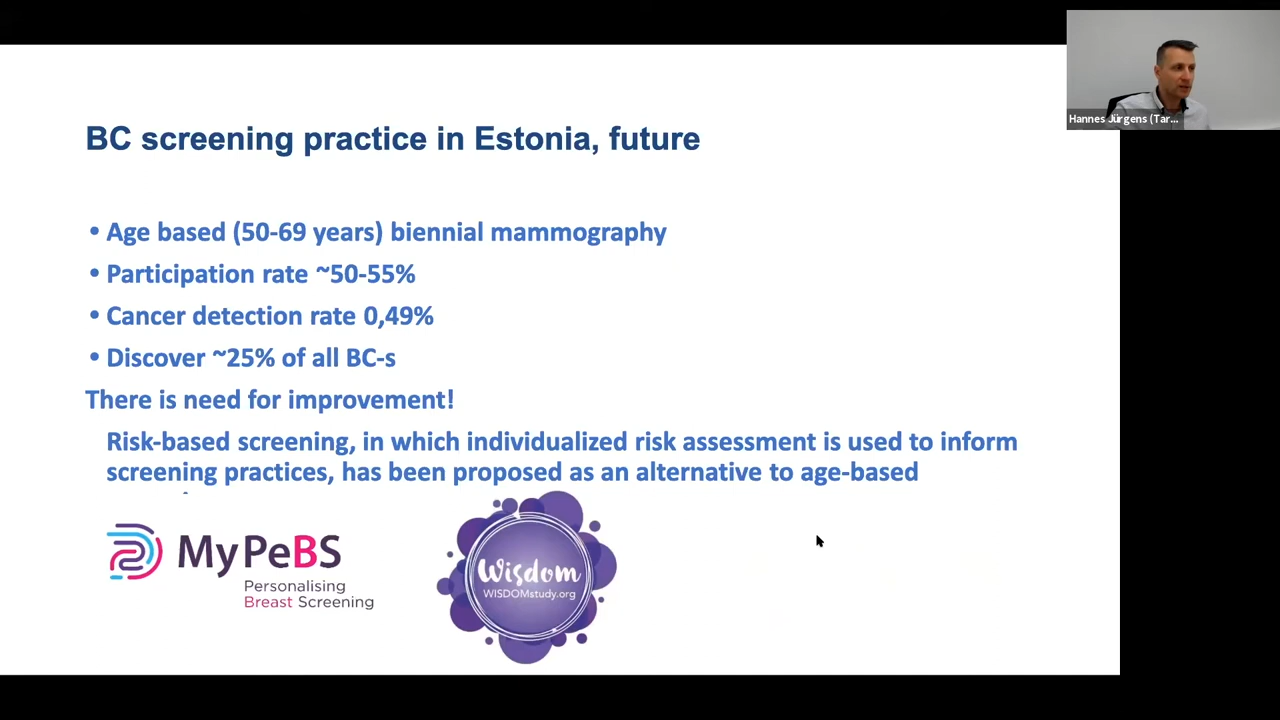 BC screening practice in Estonia, future
• Age based (50-69 years) biennial mammography
• Participation rate ~50-55%
• Cancer detection rate 0,49%
• Discover ~25% of all BC-s
There is need for improvement!
Risk-based screening, in which individualized risk assessment is used to inform
screening practices, has been proposed as an alternative to age-based
MyPeBS
Personalising
Breast Screening
Wisdom
WISDOMstudy.org
Hannes Jürgens (Tar...